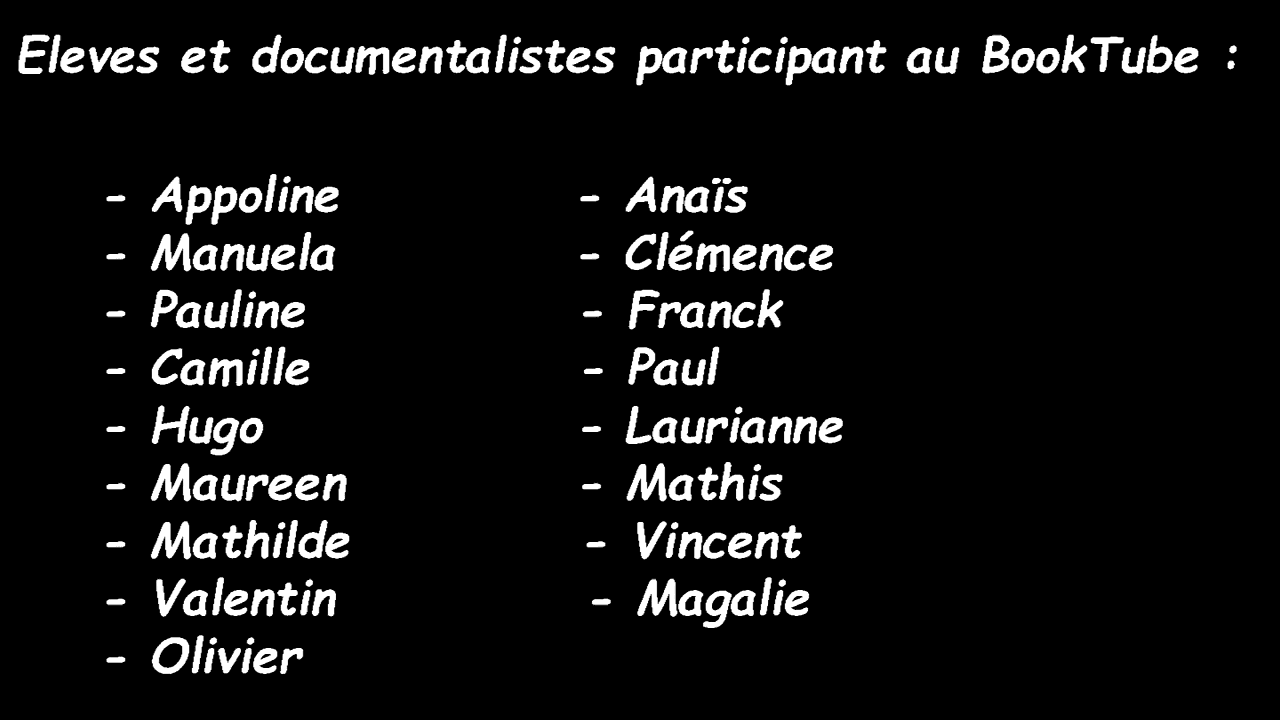 Eleves et documentalistes participant au BookTube :
- Appoline
- Manuela
- Pauline
- Camille
- Hugo
- Maureen
- Mathilde
- Valentin
- Olivier
- Anaïs
- Clémence
- Franck
- Paul
- Laurianne
- Mathis
- Vincent
- Magalie